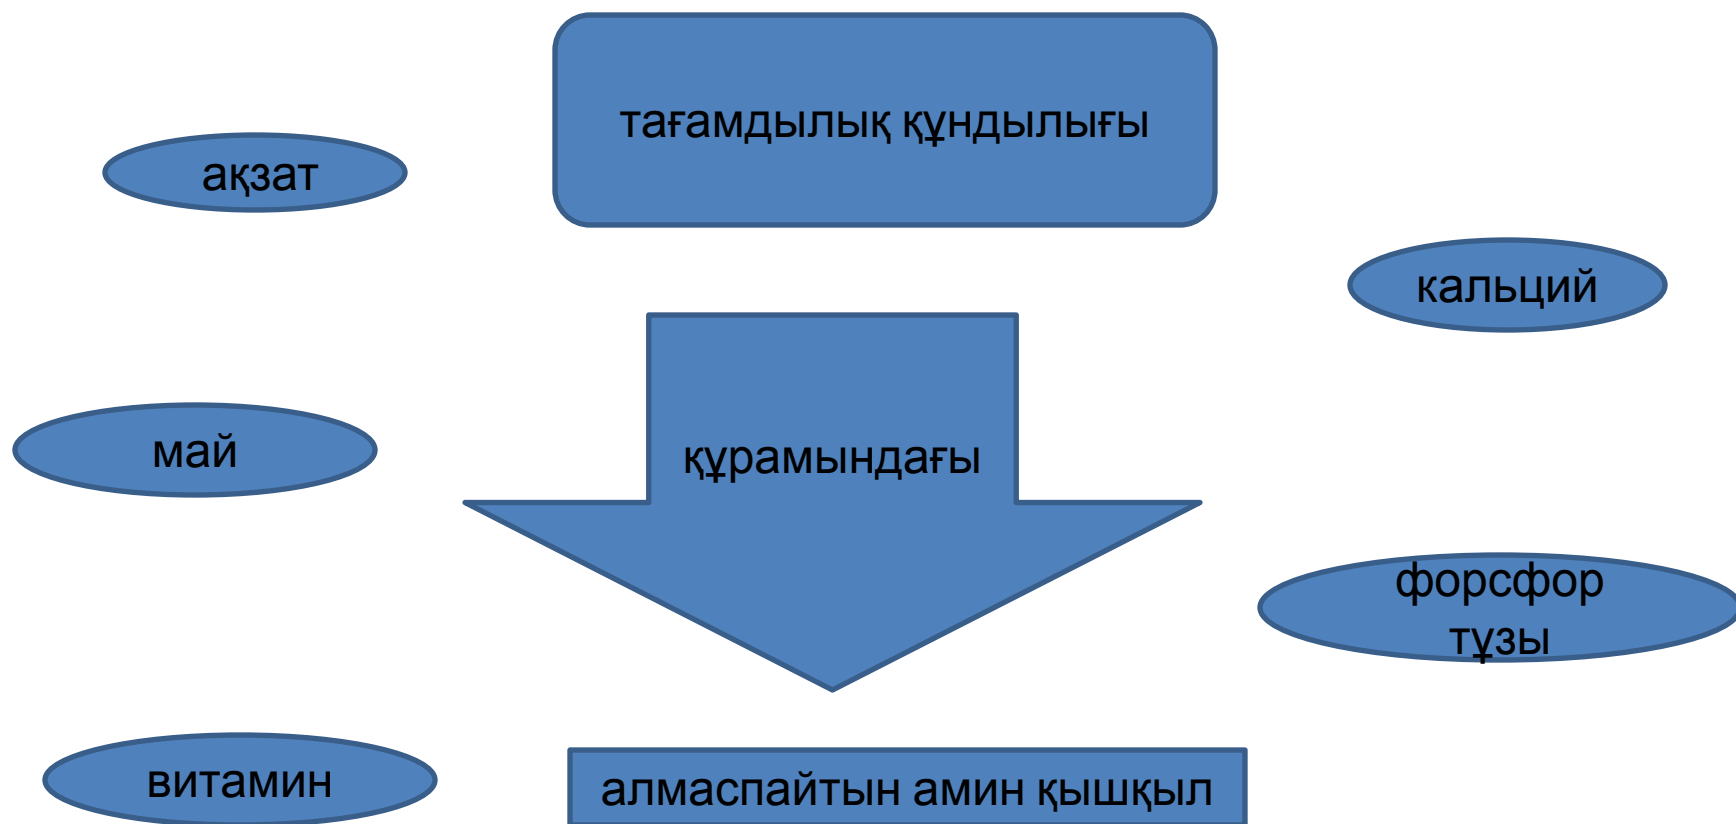 тағамдылық құндылығы
ақзат
кальций
май
құрамындағы
форсфор
тұзы
витамин
алмаспайтын амин қышқыл